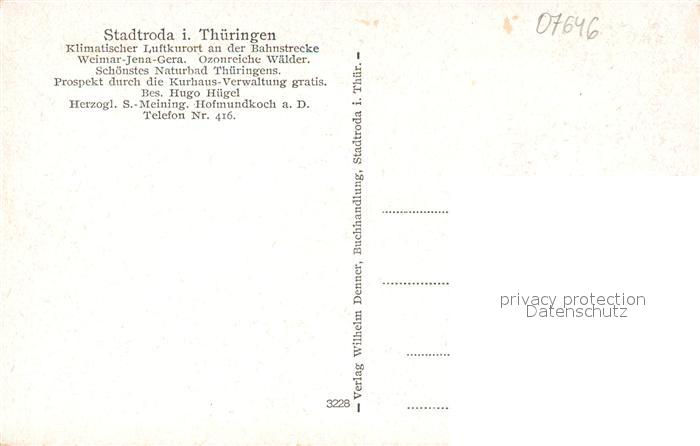 Stadtroda i. Thüringen
Klimatischer Luftkurort an der Bahnstrecke
Weimar-Jena-Gera. Ozonreiche Wälder.
Schönstes Naturbad Thüringens.
Prospekt durch die Kurhaus-Verwaltung gratis.
Bes. Hugo Hügel
Herzogl. S.-Meining. Hofmundkoch a. D.
Telefon Nr. 416.
07646
Verlag Wilhelm Denner, Buchhandlung, Stadtroda i. Thür.
3228
privacy protection
Datenschutz